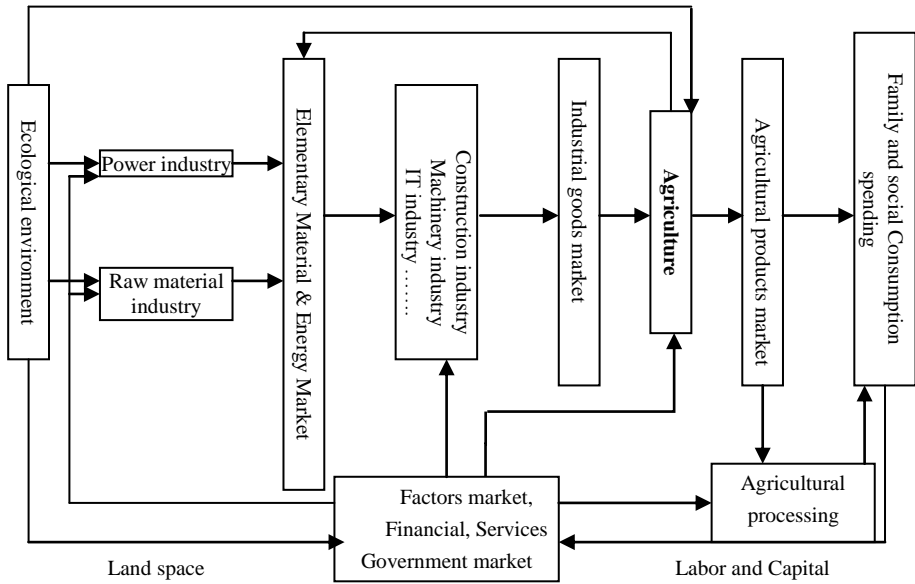 Ecological environment
Power industry
Raw material
industry
Elementary Material & Energy Market
Construction industry
Machinery industry
IT industry ……..
Industrial goods market
Agriculture
Agricultural products market
Family and social Consumption
spending
Factors market,
Financial, Services
Government market
Agricultural
processing
Land space
Labor and Capital